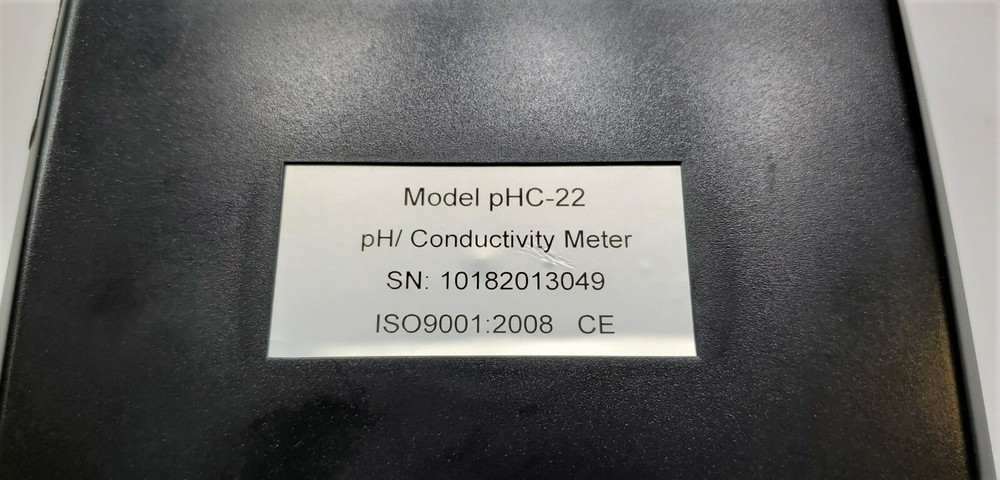 Model pHC-22
pH/ Conductivity Meter
SN: 10182013049
ISO9001:2008 CE